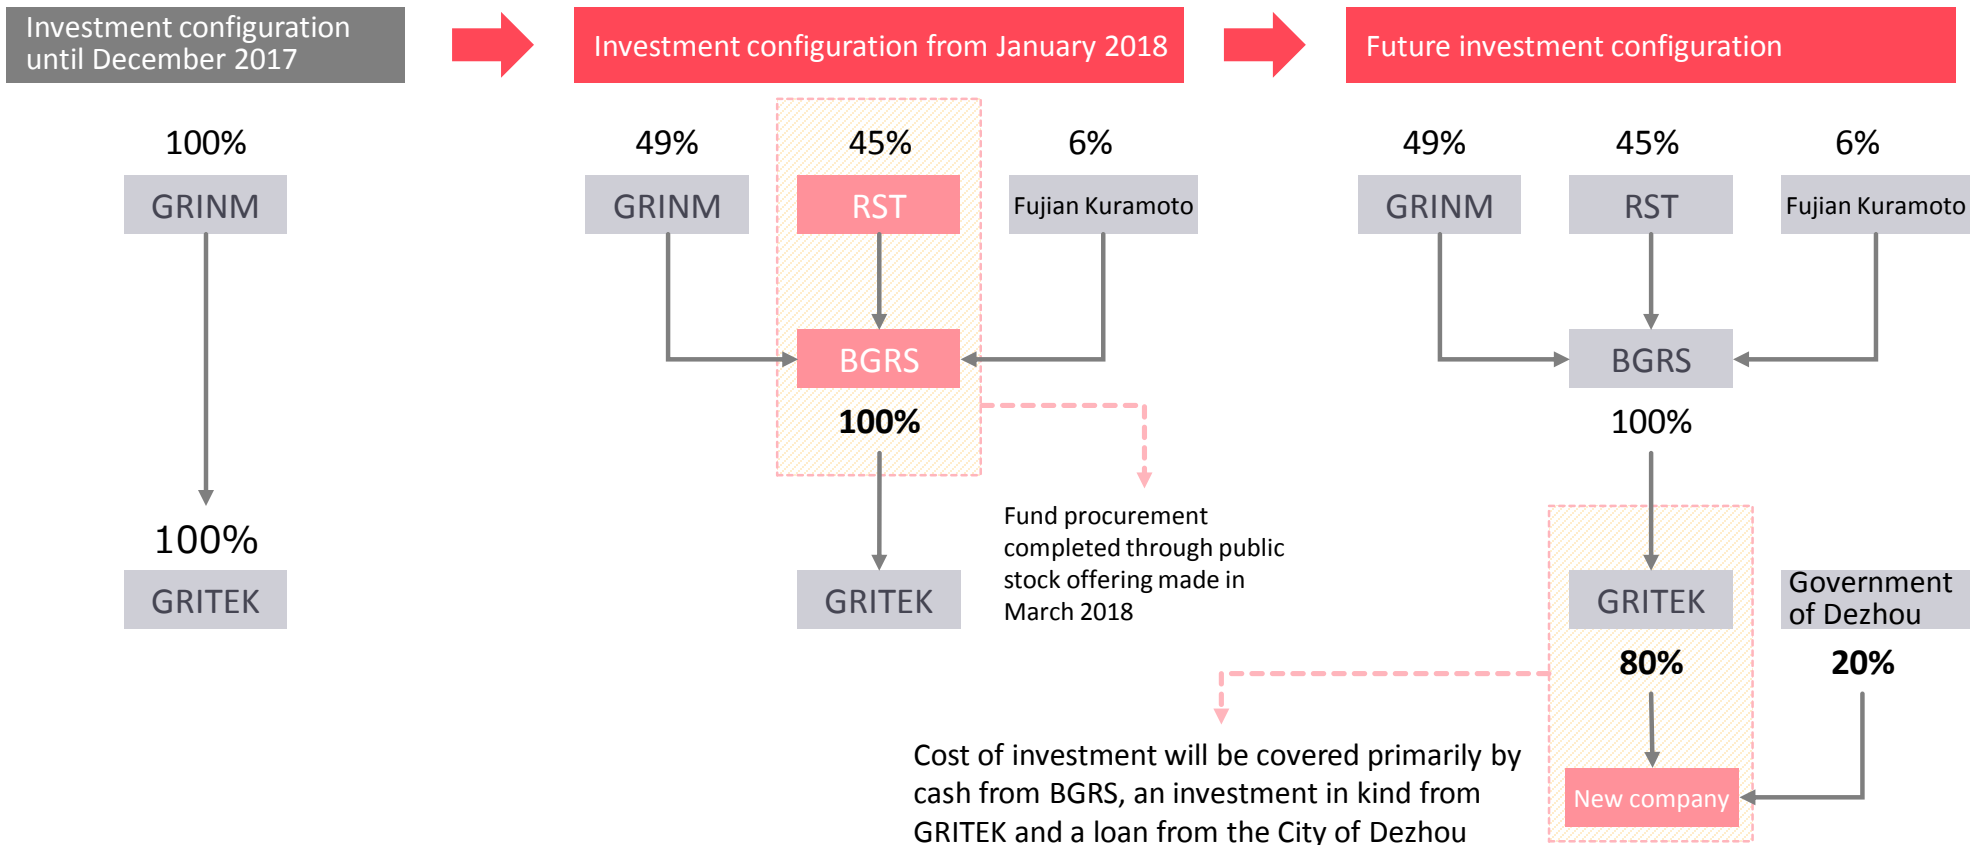 Investment configuration
until December 2017
Investment configuration from January 2018
Future investment configuration
100%
GRINM
100%
GRITEK
49%
45%
6%
GRINM
RST
Fujian Kuramoto
BGRS
100%
GRITEK
Fund procurement
completed through public
stock offering made in
March 2018
49%
45%
6%
GRINM
RST
Fujian Kuramoto
BGRS
100%
GRITEK
Government
of Dezhou
80%
20%
New company
Cost of investment will be covered primarily by
cash from BGRS, an investment in kind from
GRITEK and a loan from the City of Dezhou